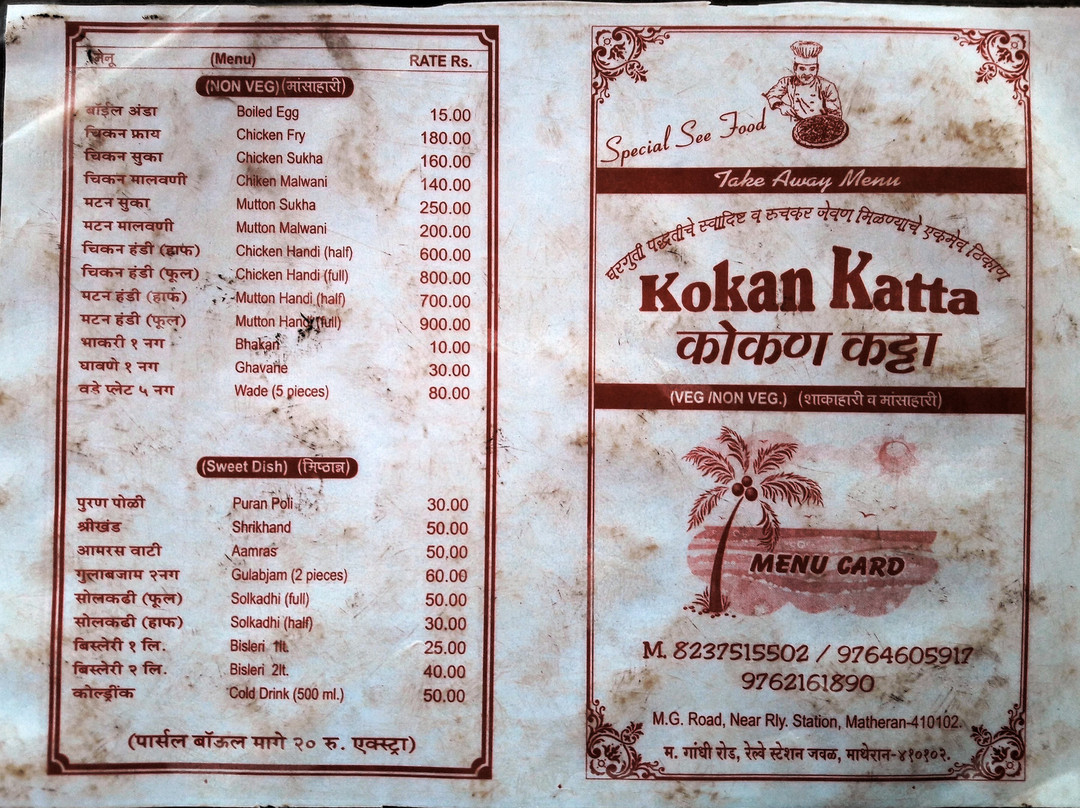 मेनू (Menu) RATE Rs.
(NON VEG) (मांसाहारी)
बॉईल अंडा Boiled Egg 15.00
चिकन फ्राय Chicken Fry 180.00
चिकन सुका Chicken Sukha 160.00
चिकन मालवणी Chiken Malwani 140.00
मटन सुका Mutton Sukha 250.00
मटन मालवणी Mutton Malwani 200.00
चिकन हंडी (हाफ) Chicken Handi (half) 600.00
चिकन हंडी (फूल) Chicken Handi (full) 800.00
मटन हंडी (हाफ) Mutton Handi (half) 700.00
मटन हंडी (फूल) Mutton Handi (full) 900.00
भाकरी १ नग Bhakari 10.00
घावणे १ नग Ghavane 30.00
वडे प्लेट ५ नग Wade (5 pieces) 80.00
(Sweet Dish) (मिष्ठान्न)
पुरण पोळी Puran Poli 30.00
श्रीखंड Shrikhand 50.00
आमरस वाटी Aamras 50.00
गुलाबजाम २नग Gulabjam (2 pieces) 60.00
सोलकढी (फूल) Solkadhi (full) 50.00
सोलकढी (हाफ) Solkadhi (half) 30.00
बिस्लेरी १ लि. Bisleri 1lt. 25.00
बिस्लेरी २ लि. Bisleri 2lt. 40.00
कोल्ड्रींक Cold Drink (500 ml.) 50.00
(पार्सल बॉऊल मागे २० रु. एक्स्ट्रा)
Special See Food
Take Away Menu
घरगुती पद्धतीचे स्वादिष्ट व रुचकर जेवण मिळण्याचे एकमेव ठिकाण
Kokan Katta
कोकण कट्टा
(VEG /NON VEG.) (शाकाहारी व मांसाहारी)
MENU CARD
M. 8237515502 / 9764605917
9762161890
M.G. Road, Near Rly. Station, Matheran-410102.
म. गांधी रोड, रेल्वे स्टेशन जवळ, माथेरान-४१०१०२.